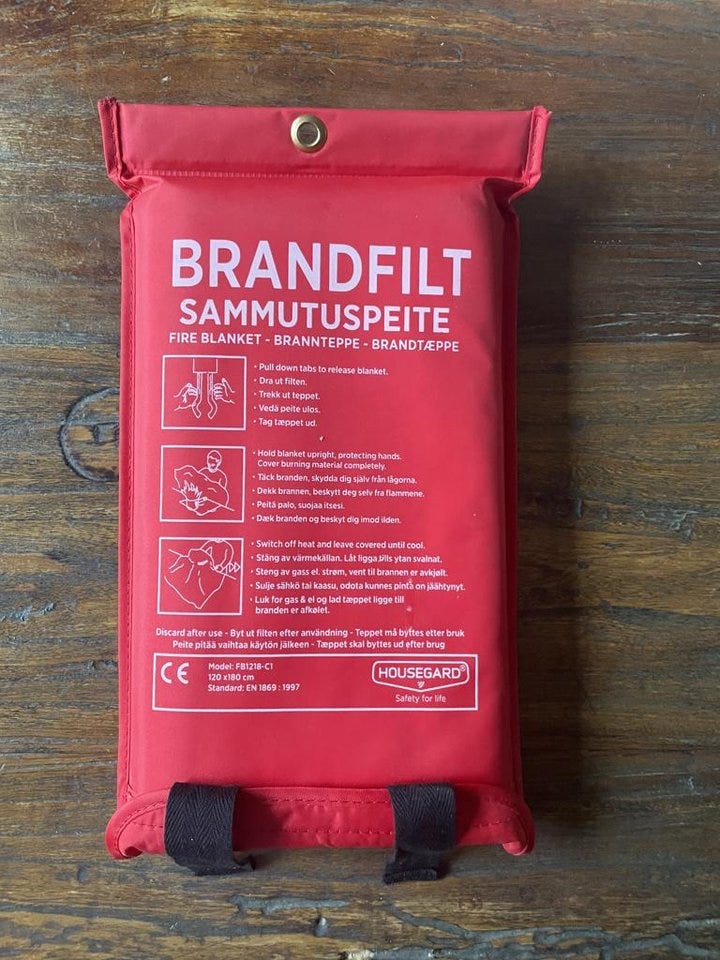 BRANDFILT
SAMMUTUSPEITE
FIRE BLANKET - BRANNTEPPE - BRANDTÆPPE
· Pull down tabs to release blanket.
· Dra ut filten.
· Trekk ut teppet.
· Vedä peite ulos.
· Tag tæppet ud.
· Hold blanket upright, protecting hands.
Cover burning material completely.
· Täck branden, skydda dig själv från lågorna.
· Dekk brannen, beskytt deg selv fra flammene.
· Peitä palo, suojaa itsesi.
· Dæk branden og beskyt dig imod ilden.
· Switch off heat and leave covered until cool.
· Stäng av värmekällan. Låt ligga tills ytan svalnat.
· Steng av gass el. strøm, vent til brannen er avkjølt.
· Sulje sähkö tai kaasu, odota kunnes pinta on jäähtynyt.
· Luk for gas & el og lad tæppet ligge till
branden er afkølet.
Discard after use - Byt ut filten efter användning - Teppet må byttes etter bruk
Peite pitää vaihtaa käytön jälkeen - Tæppet skal byttes ud efter brug
CE
Model: FB1218-C1
120 x180 cm
Standard: EN 1869 : 1997
HOUSEGARD®
Safety for life